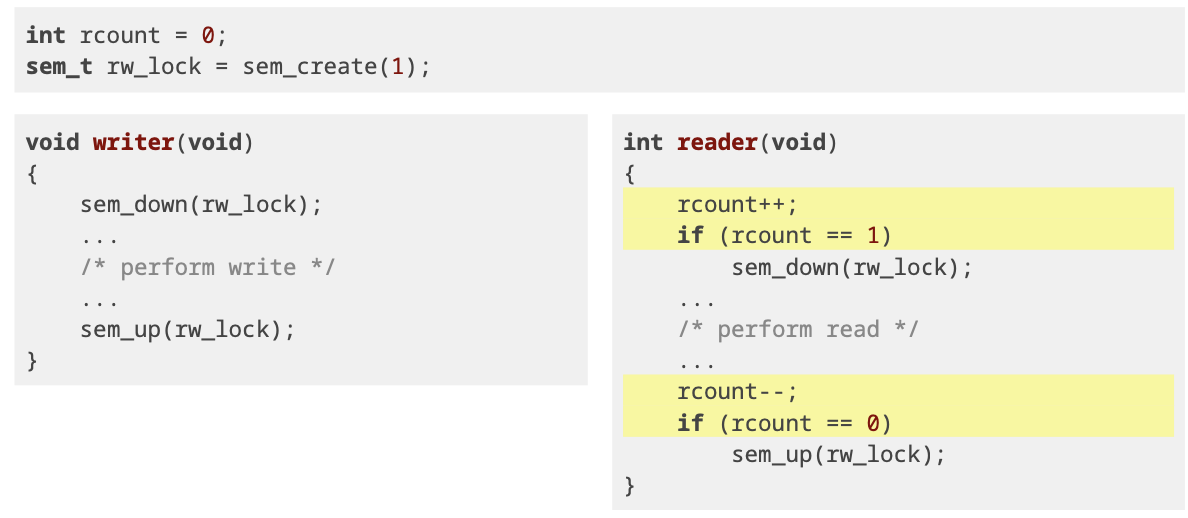 int rcount = 0;
sem_t rw_lock = sem_create(1);
void writer(void)
{
    sem_down(rw_lock);
    ...
    /* perform write */
    ...
    sem_up(rw_lock);
}
int reader(void)
{
    rcount++;
    if (rcount == 1)
        sem_down(rw_lock);
    ...
    /* perform read */
    ...
    rcount--;
    if (rcount == 0)
        sem_up(rw_lock);
}